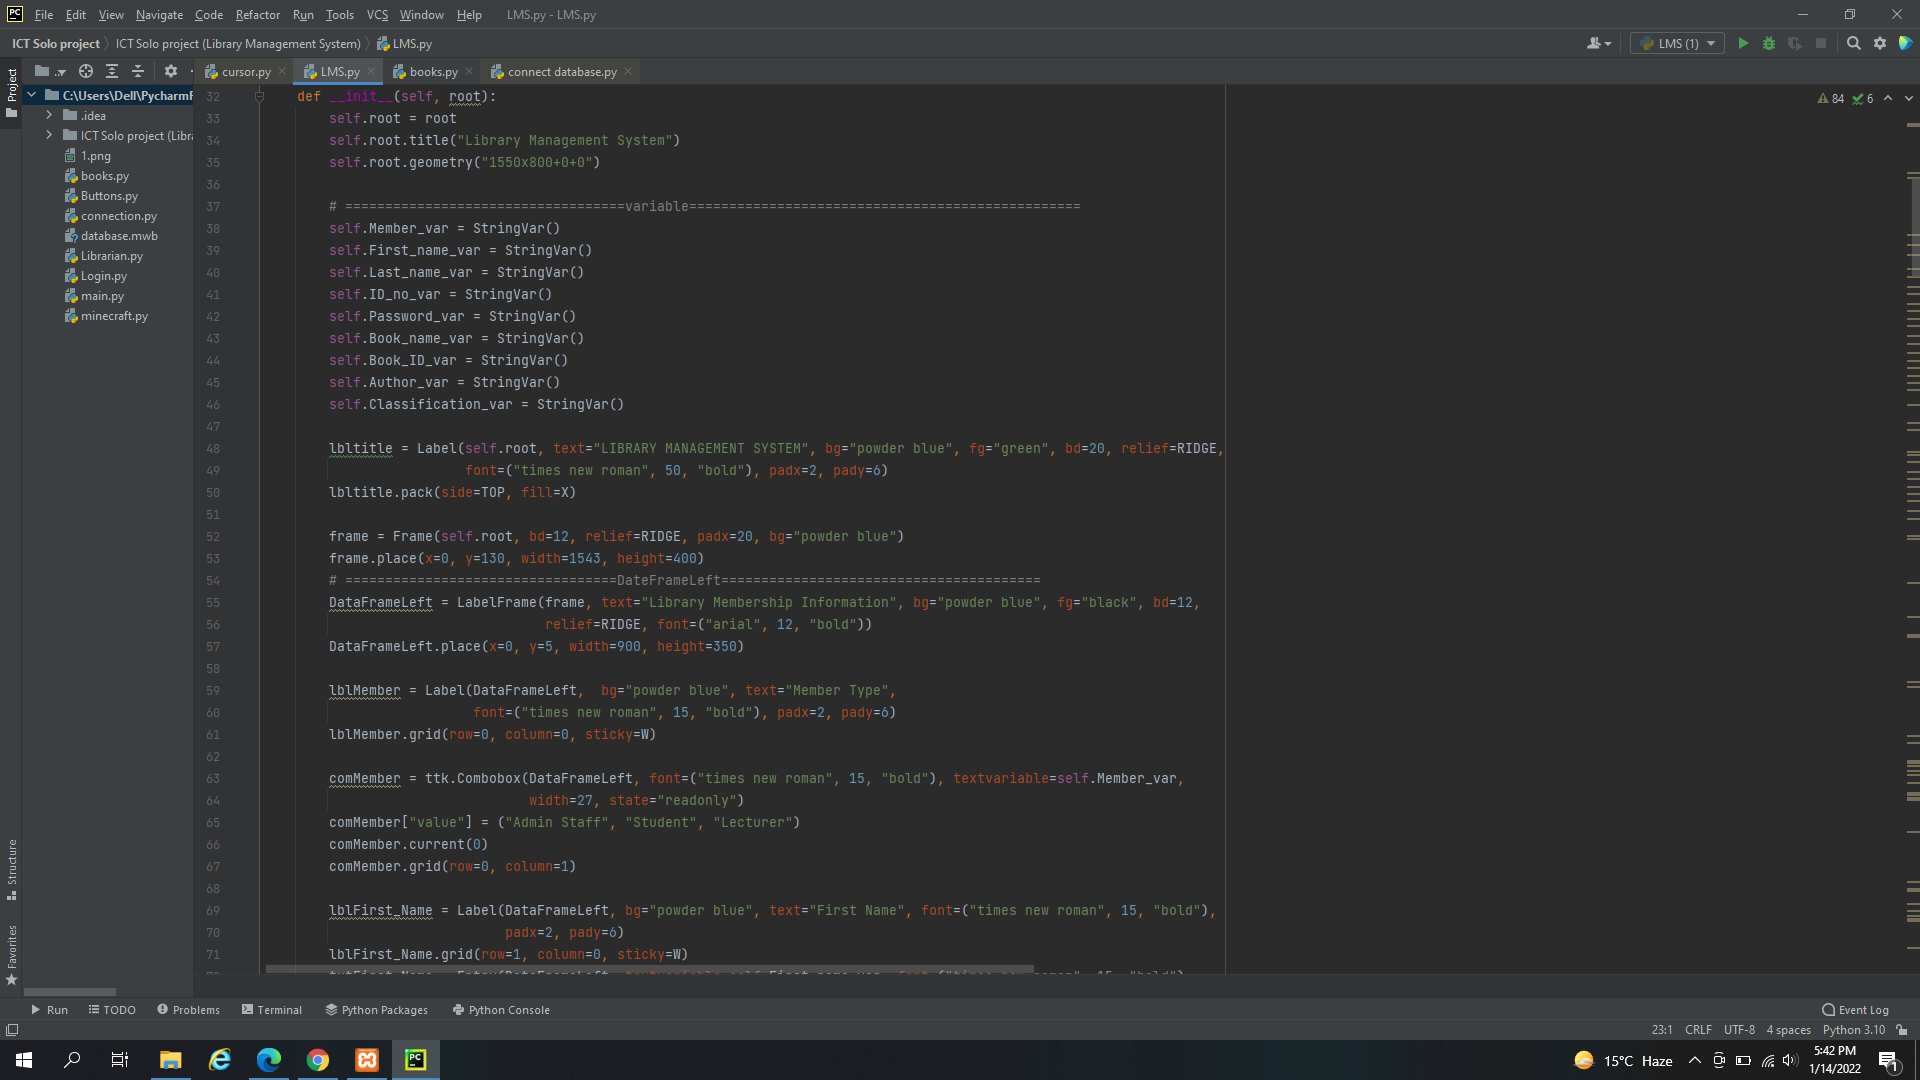 PC File Edit View Navigate Code Refactor Run Tools VCS Window Help LMS.py - LMS.py
ICT Solo project ICT Solo project (Library Management System) LMS.py LMS (1)
Project .. cursor.py LMS.py books.py connect database.py
C:\Users\Dell\Pycharm
.idea
ICT Solo project (Libra
1.png
books.py
Buttons.py
connection.py
database.mwb
Librarian.py
Login.py
main.py
minecraft.py
84 6
32 def __init__(self, root):
33 self.root = root
34 self.root.title("Library Management System")
35 self.root.geometry("1550x800+0+0")
36
37 # ===================================variable=================================================
38 self.Member_var = StringVar()
39 self.First_name_var = StringVar()
40 self.Last_name_var = StringVar()
41 self.ID_no_var = StringVar()
42 self.Password_var = StringVar()
43 self.Book_name_var = StringVar()
44 self.Book_ID_var = StringVar()
45 self.Author_var = StringVar()
46 self.Classification_var = StringVar()
47
48 lbltitle = Label(self.root, text="LIBRARY MANAGEMENT SYSTEM", bg="powder blue", fg="green", bd=20, relief=RIDGE,
49 font=("times new roman", 50, "bold"), padx=2, pady=6)
50 lbltitle.pack(side=TOP, fill=X)
51
52 frame = Frame(self.root, bd=12, relief=RIDGE, padx=20, bg="powder blue")
53 frame.place(x=0, y=130, width=1543, height=400)
54 # ==================================DateFrameLeft========================================
55 DataFrameLeft = LabelFrame(frame, text="Library Membership Information", bg="powder blue", fg="black", bd=12,
56 relief=RIDGE, font=("arial", 12, "bold"))
57 DataFrameLeft.place(x=0, y=5, width=900, height=350)
58
59 lblMember = Label(DataFrameLeft,  bg="powder blue", text="Member Type",
60 font=("times new roman", 15, "bold"), padx=2, pady=6)
61 lblMember.grid(row=0, column=0, sticky=W)
62
63 comMember = ttk.Combobox(DataFrameLeft, font=("times new roman", 15, "bold"), textvariable=self.Member_var,
64 width=27, state="readonly")
65 comMember["value"] = ("Admin Staff", "Student", "Lecturer")
66 comMember.current(0)
67 comMember.grid(row=0, column=1)
68
69 lblFirst_Name = Label(DataFrameLeft, bg="powder blue", text="First Name", font=("times new roman", 15, "bold"),
70 padx=2, pady=6)
71 lblFirst_Name.grid(row=1, column=0, sticky=W)
Structure
Favorites
Run TODO Problems Terminal Python Packages Python Console Event Log
23:1 CRLF UTF-8 4 spaces Python 3.10
PC 15°C Haze 5:42 PM
1/14/2022 1